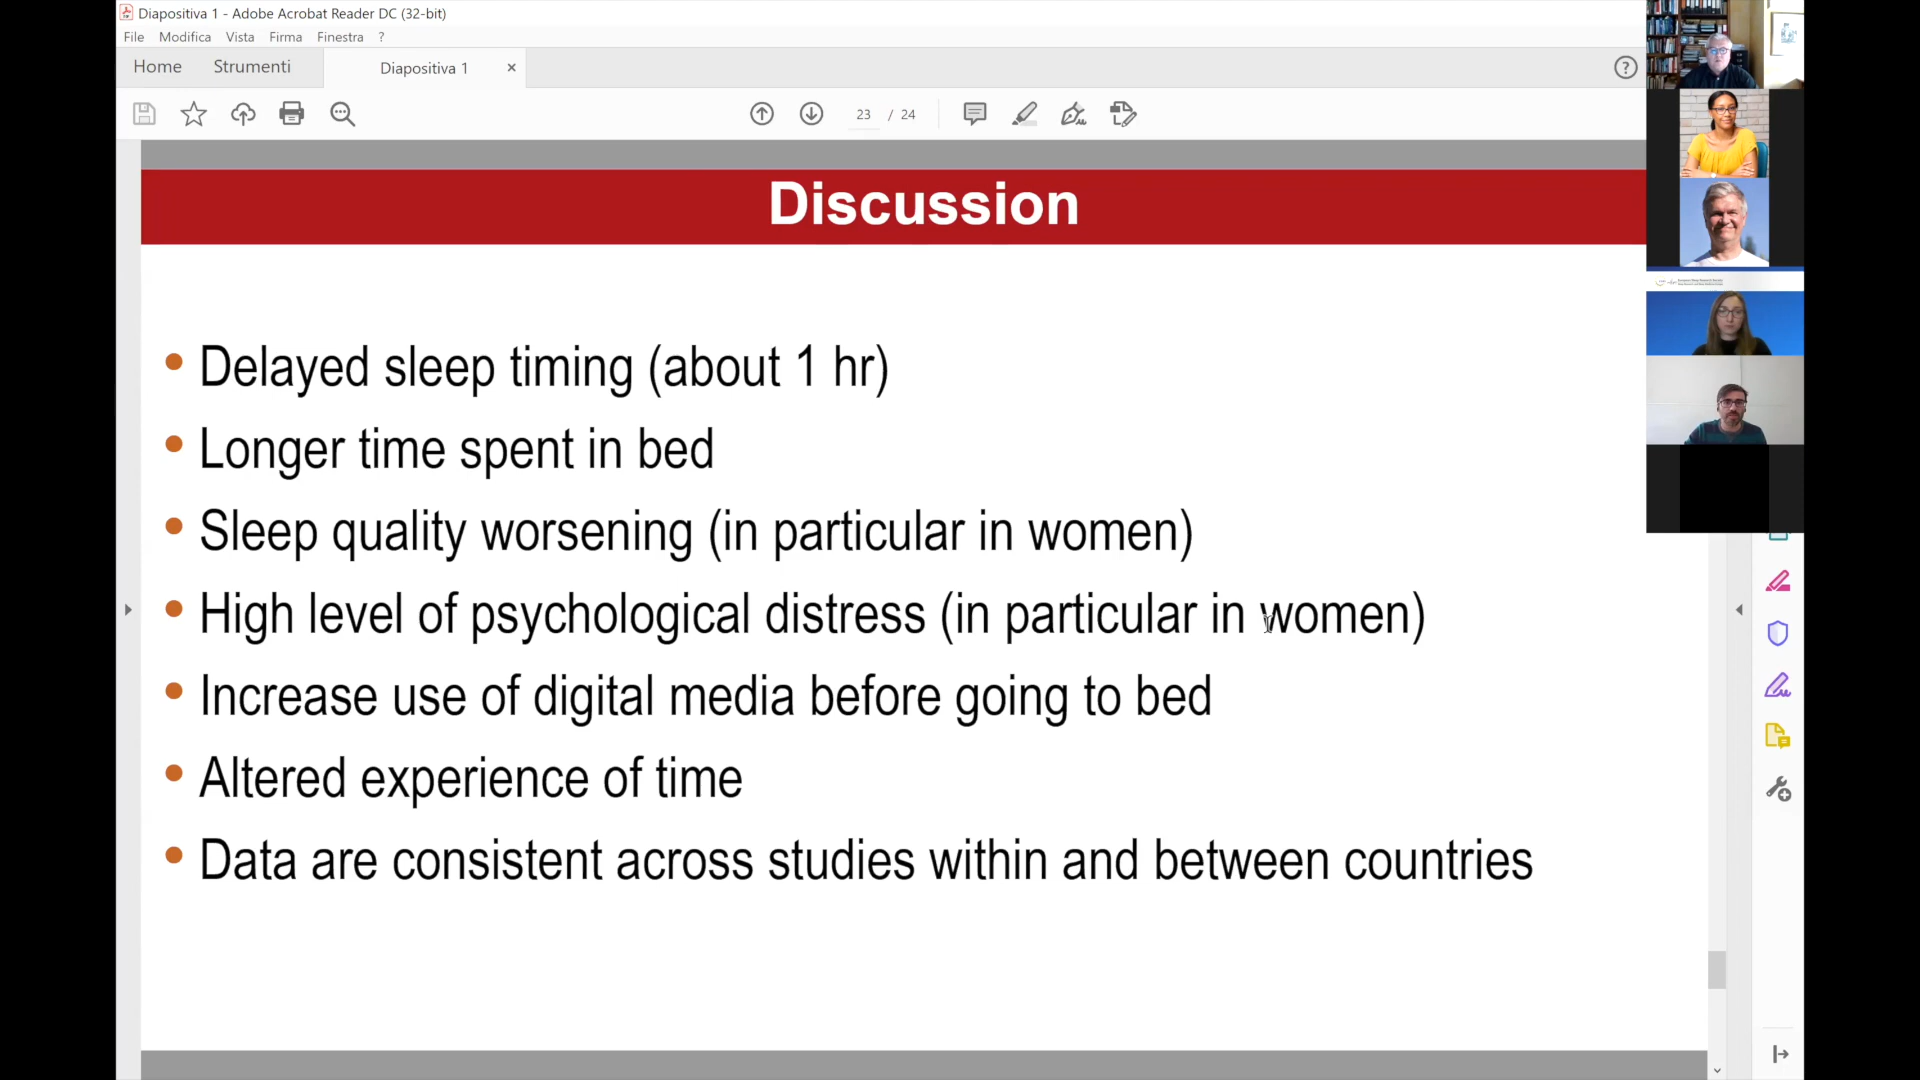 Diapositiva 1 - Adobe Acrobat Reader DC (32-bit)
File Modifica Vista Firma Finestra ?
Home Strumenti Diapositiva 1 ×
23 / 24
Discussion
• Delayed sleep timing (about 1 hr)
• Longer time spent in bed
• Sleep quality worsening (in particular in women)
• High level of psychological distress (in particular in women)
• Increase use of digital media before going to bed
• Altered experience of time
• Data are consistent across studies within and between countries